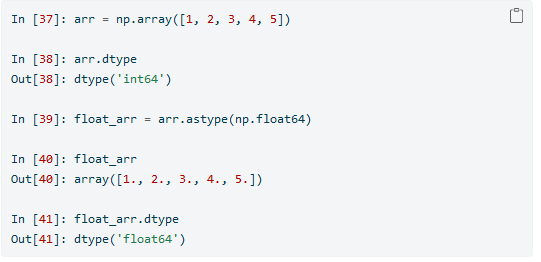 In [37]: arr = np.array([1, 2, 3, 4, 5])
In [38]: arr.dtype
Out[38]: dtype('int64')
In [39]: float_arr = arr.astype(np.float64)
In [40]: float_arr
Out[40]: array([1., 2., 3., 4., 5.])
In [41]: float_arr.dtype
Out[41]: dtype('float64')